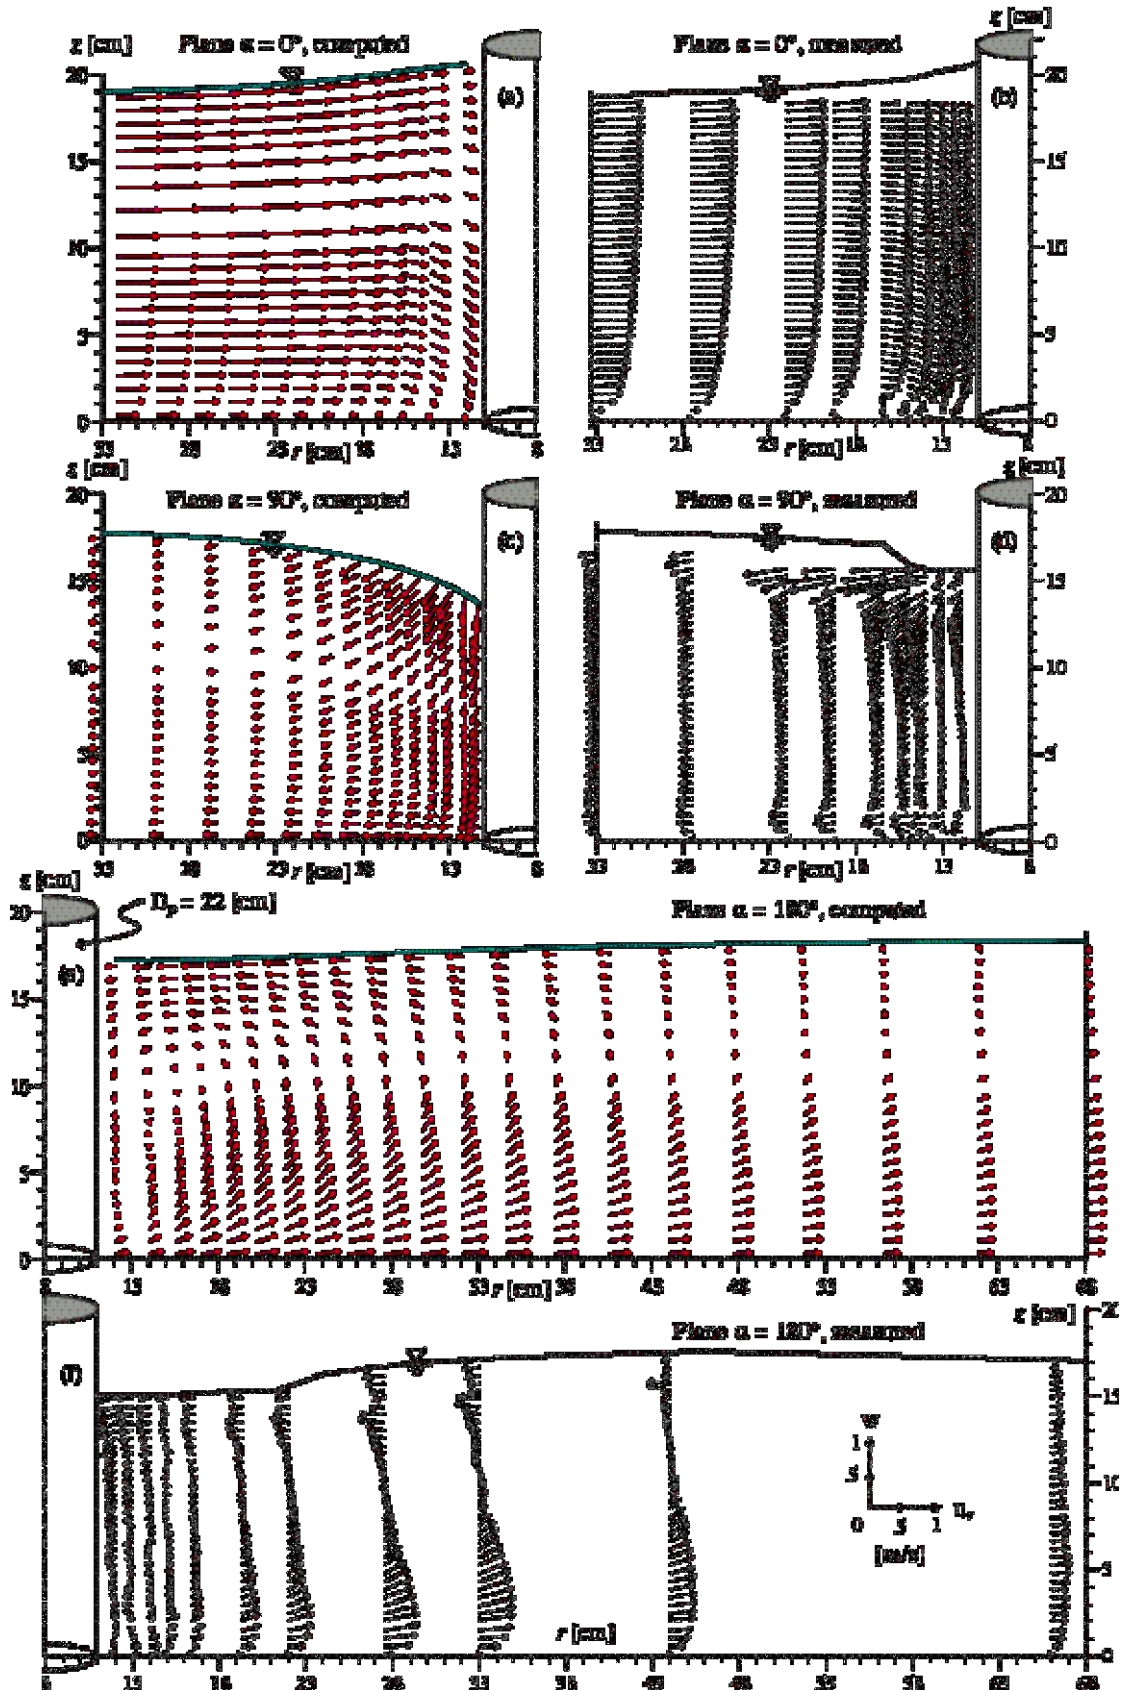 z [cm]
Plane α = 0°, computed
Plane α = 0°, measured
z [cm]
20
15
10
5
0
(a)
(b)
20
15
10
5
0
33 28 23 r [cm] 18 13 8
33 28 23 r [cm] 18 13 8
z [cm]
Plane α = 90°, computed
Plane α = 90°, measured
z [cm]
20
15
10
5
0
(c)
20
15
10
5
0
33 28 23 r [cm] 18 13 8
33 28 23 r [cm] 18 13 8
z [cm]
Dp = 22 [cm]
Plane α = 180°, computed
20
15
10
5
0
8 13 18 23 28 33 r [cm] 38 43 48 53 58 63 68
Plane α = 180°, measured
z [cm]
(f)
15
10
5
0
1
.5
0 .5 1
[m/s]
r [cm]
8 13 18 23 28 33 38 43 48 53 58 63 68